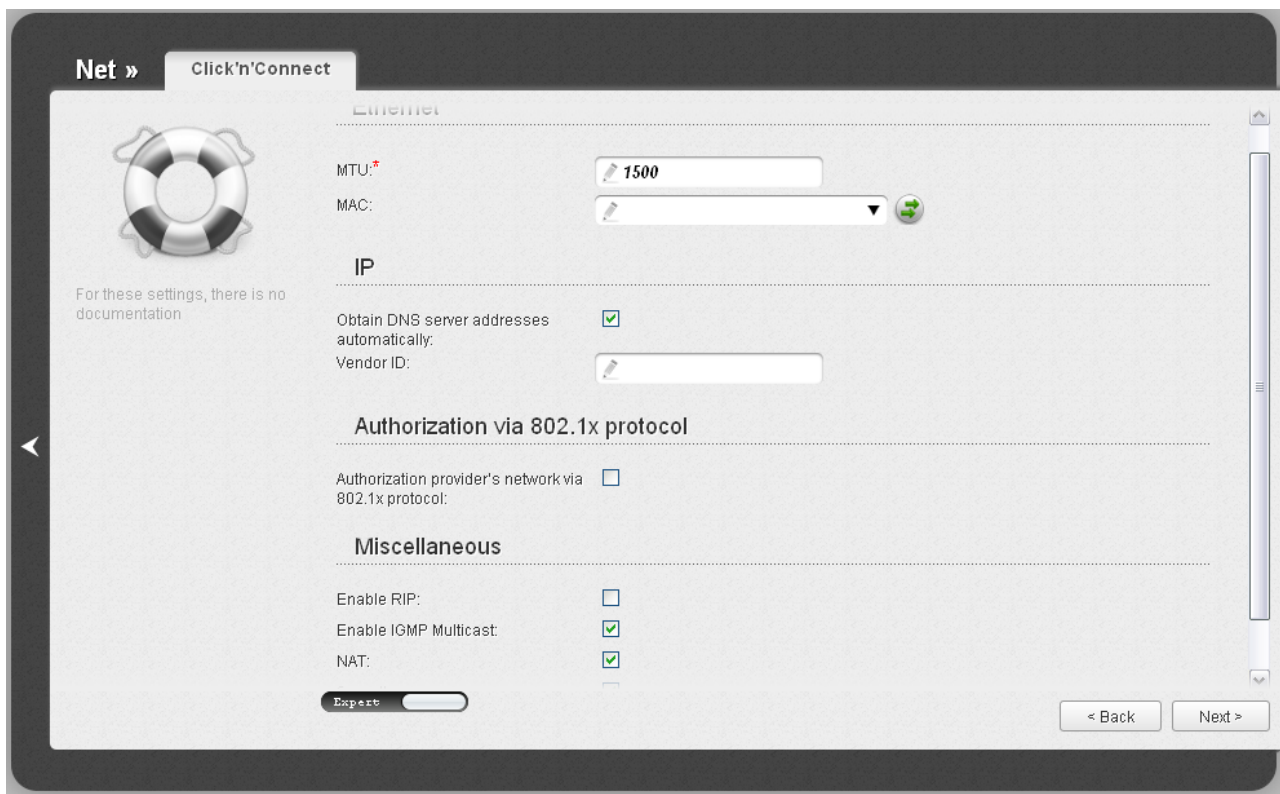 Net »
Click'n'Connect
Ethernet
MTU:*
1500
MAC:
IP
For these settings, there is no
documentation
Obtain DNS server addresses
automatically:
Vendor ID:
Authorization via 802.1x protocol
Authorization provider's network via
802.1x protocol:
Miscellaneous
Enable RIP:
Enable IGMP Multicast:
NAT:
Expert
< Back
Next >